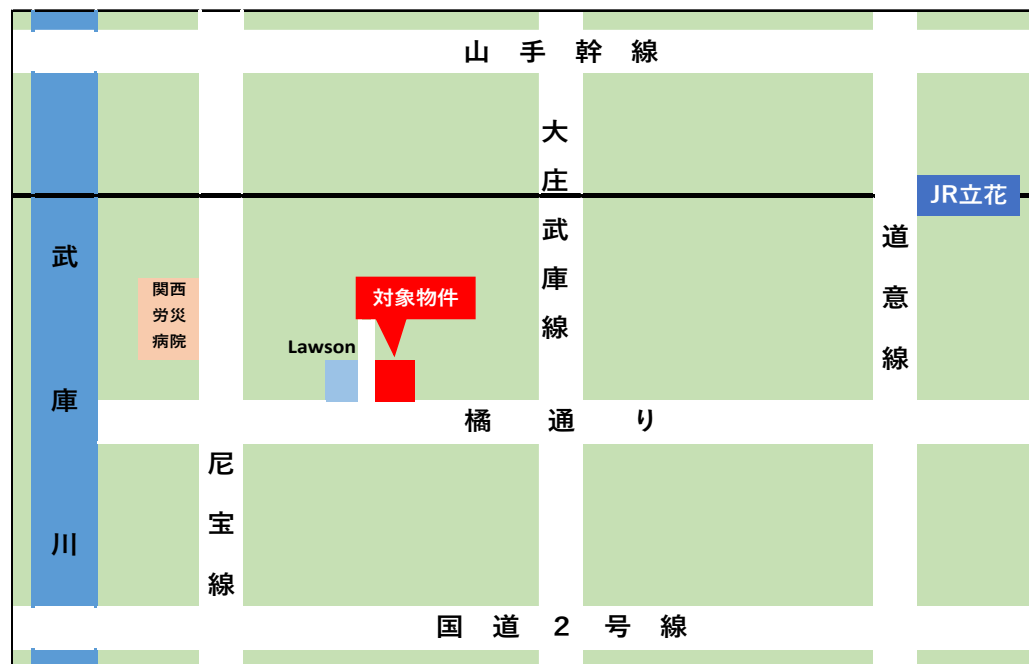 山手幹線
大庄武庫線
JR立花
道意線
武庫川
関西
労災
病院
対象物件
Lawson
橘通り
尼宝線
国道2号線